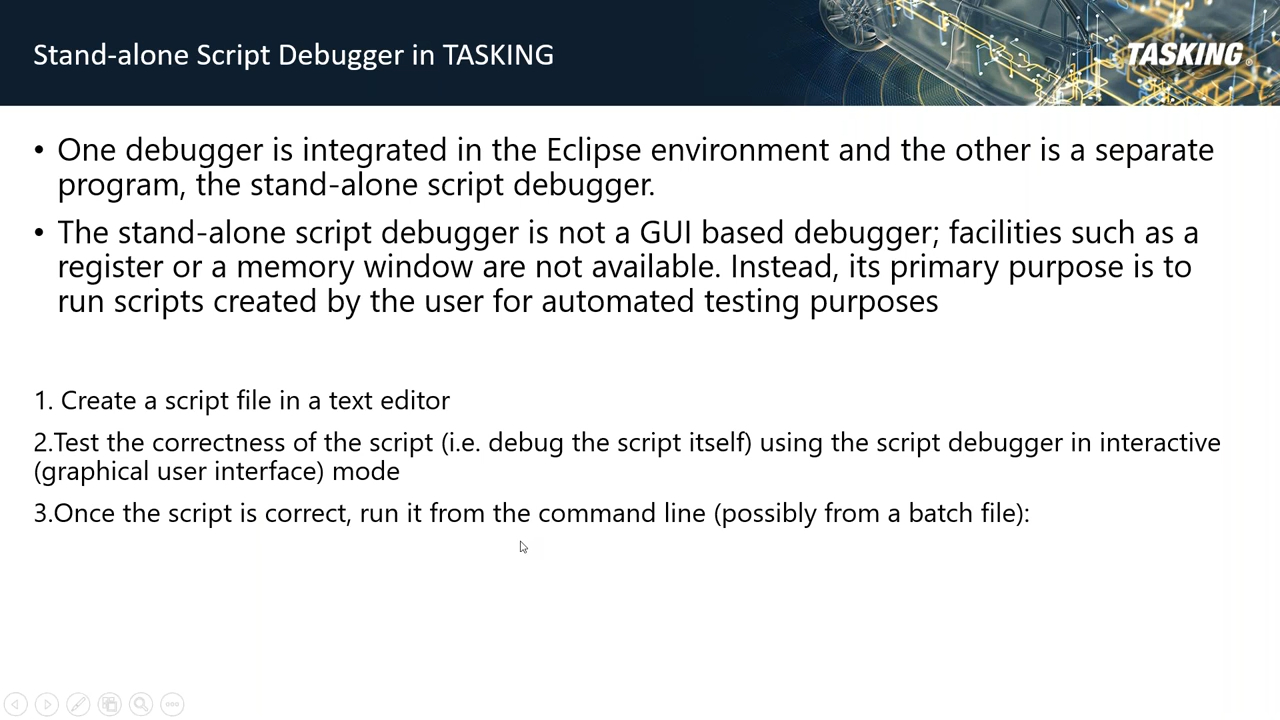 Stand-alone Script Debugger in TASKING
TASKING®
• One debugger is integrated in the Eclipse environment and the other is a separate
program, the stand-alone script debugger.
• The stand-alone script debugger is not a GUI based debugger; facilities such as a
register or a memory window are not available. Instead, its primary purpose is to
run scripts created by the user for automated testing purposes
1. Create a script file in a text editor
2.Test the correctness of the script (i.e. debug the script itself) using the script debugger in interactive
(graphical user interface) mode
3.Once the script is correct, run it from the command line (possibly from a batch file):